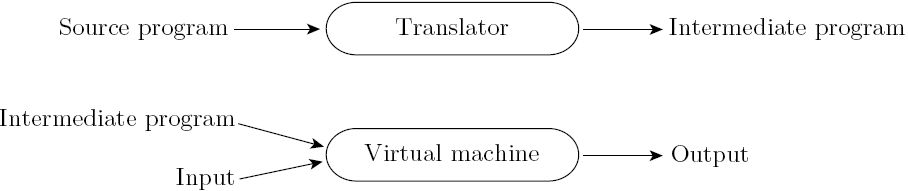 Source program
Translator
Intermediate program
Intermediate program
Input
Virtual machine
Output